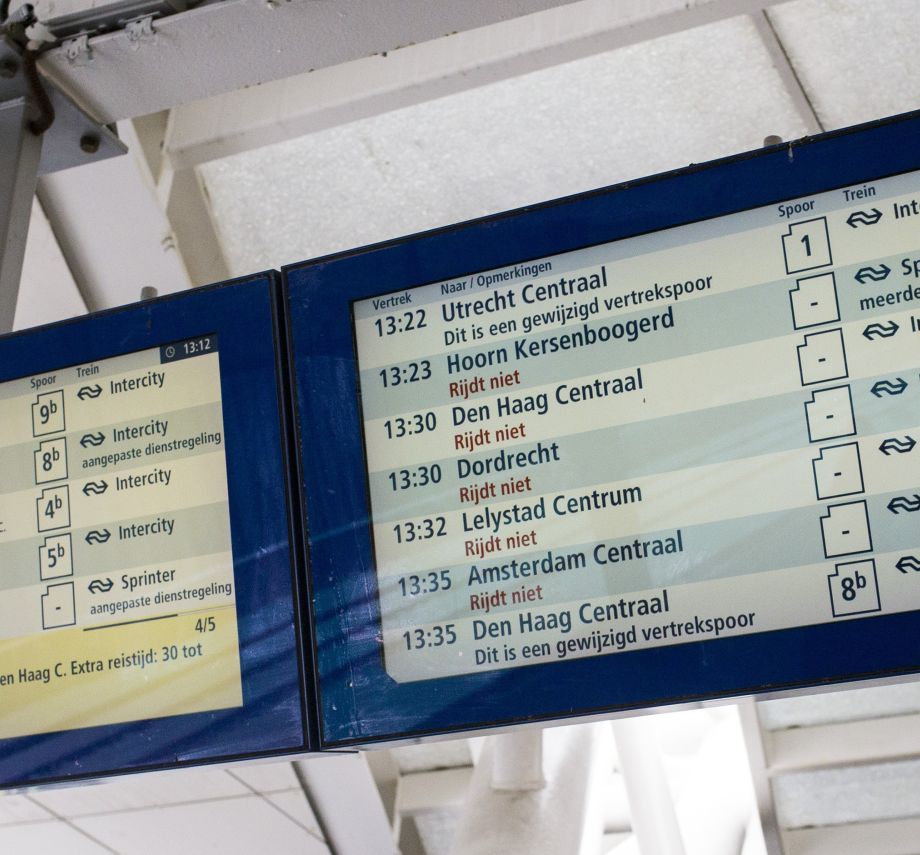 13:12
Spoor Trein
9b Intercity
8b Intercity
aangepaste dienstregeling
4b Intercity
5b Intercity
- Sprinter
aangepaste dienstregeling
4/5
Haag C. Extra reistijd: 30 tot
Vertrek Naar / Opmerkingen Spoor Trein
13:22 Utrecht Centraal 1
Dit is een gewijzigd vertrekspoor
13:23 Hoorn Kersenboogerd -
Rijdt niet
13:30 Den Haag Centraal -
Rijdt niet
13:30 Dordrecht -
Rijdt niet
13:32 Lelystad Centrum -
Rijdt niet
13:35 Amsterdam Centraal -
Rijdt niet
13:35 Den Haag Centraal 8b
Dit is een gewijzigd vertrekspoor